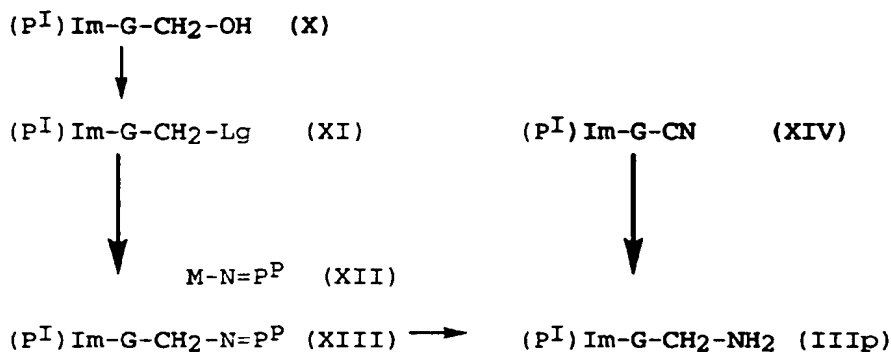 (P^I)Im-G-CH2-OH (X)
(P^I)Im-G-CH2-Lg (XI) (P^I)Im-G-CN (XIV)
M-N=P^P (XII)
(P^I)Im-G-CH2-N=P^P (XIII) (P^I)Im-G-CH2-NH2 (IIIp)